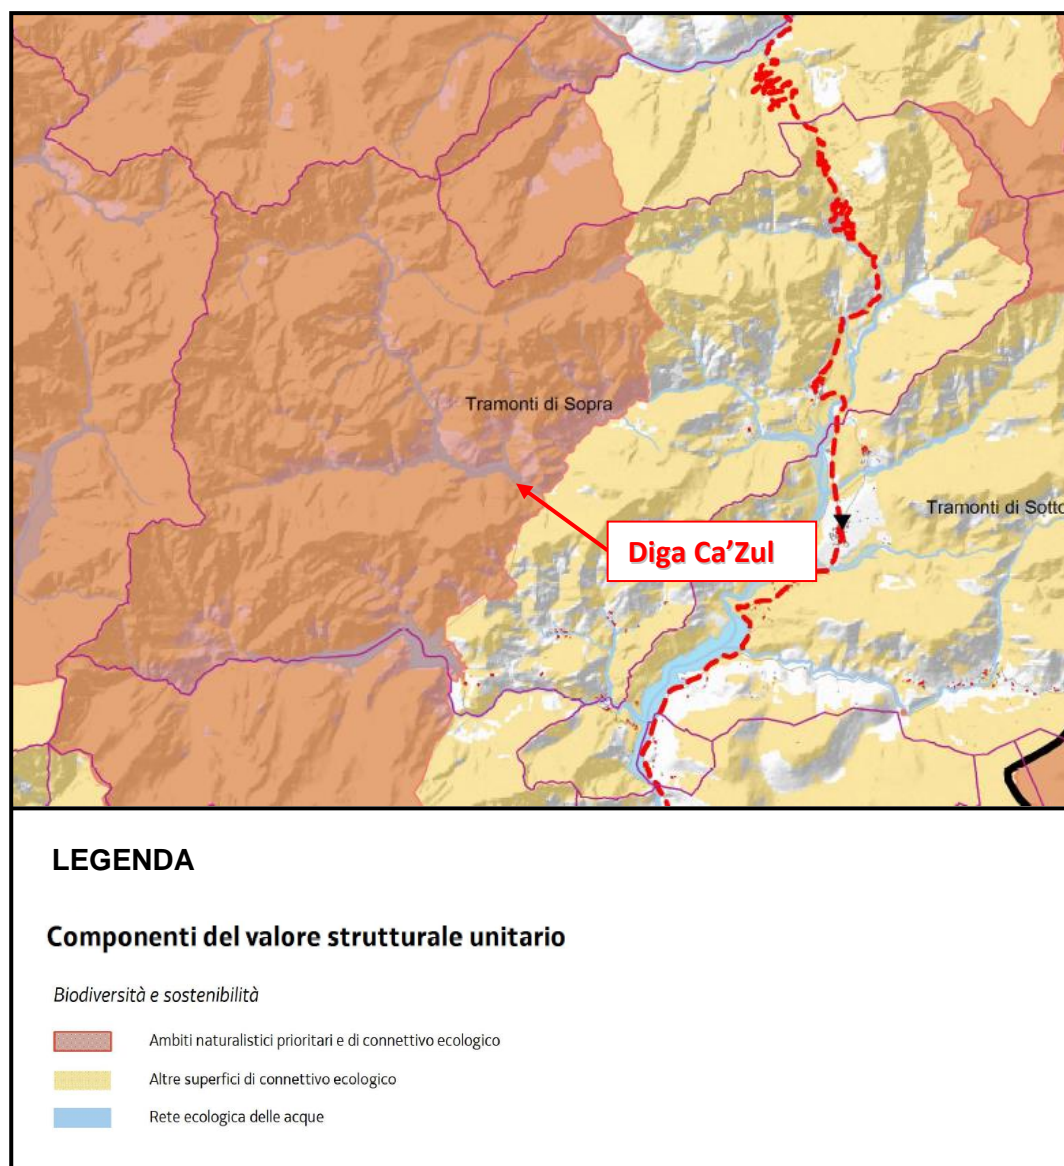 Tramonti di Sopra
Tramonti di Sotto
Diga Ca'Zul
LEGENDA
Componenti del valore strutturale unitario
Biodiversità e sostenibilità
Ambiti naturalistici prioritari e di connettivo ecologico
Altre superfici di connettivo ecologico
Rete ecologica delle acque